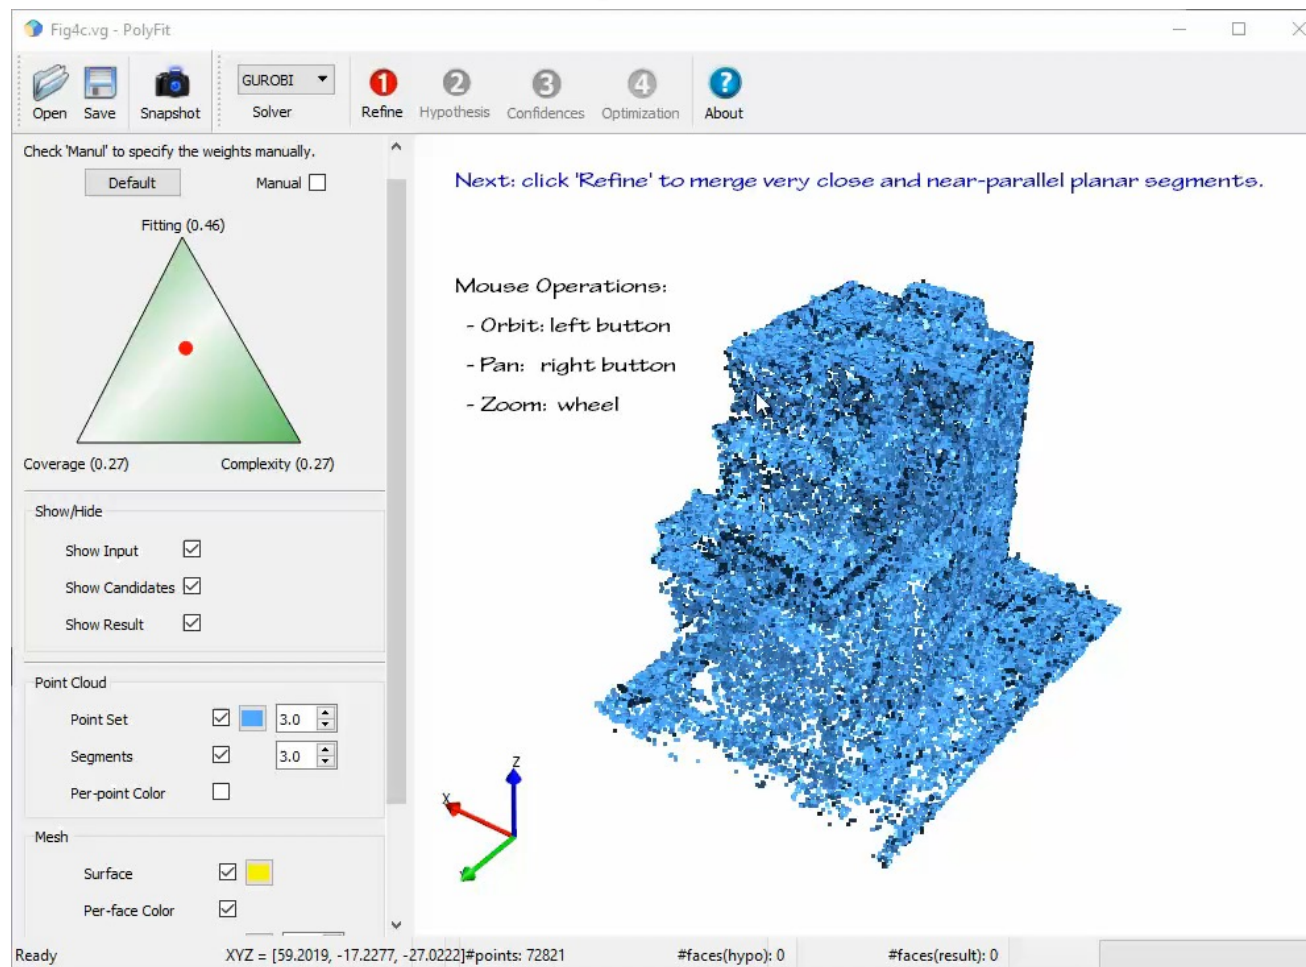 Fig4c.vg - PolyFit
GUROBI
1 2 3 4 ?
Open Save Snapshot Solver Refine Hypothesis Confidences Optimization About
Check 'Manul' to specify the weights manually.
Default Manual
Fitting (0.46)
Coverage (0.27) Complexity (0.27)
Show/Hide
Show Input
Show Candidates
Show Result
Point Cloud
Point Set 3.0
Segments 3.0
Per-point Color
Mesh
Surface
Per-face Color
Next: click 'Refine' to merge very close and near-parallel planar segments.
Mouse Operations:
- Orbit: left button
- Pan: right button
- Zoom: wheel
Z
X
Ready XYZ = [59.2019, -17.2277, -27.0222]#points: 72821 #faces(hypo): 0 #faces(result): 0